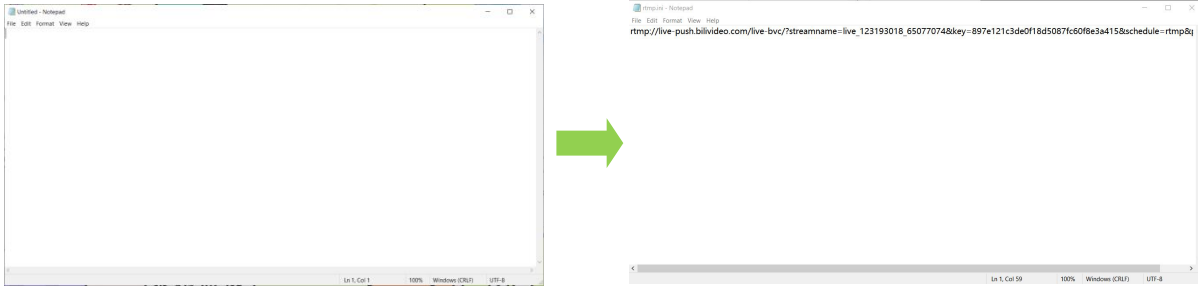 Untitled - Notepad
File Edit Format View Help
Ln 1, Col 1 100% Windows (CRLF) UTF-8
rtmp.ini - Notepad
File Edit Format View Help
rtmp://live-push.bilivideo.com/live-bvc/?streamname=live_123193018_65077074&key=897e121c3de0f18d5087fc60f8e3a415&schedule=rtmp&p
Ln 1, Col 59 100% Windows (CRLF) UTF-8